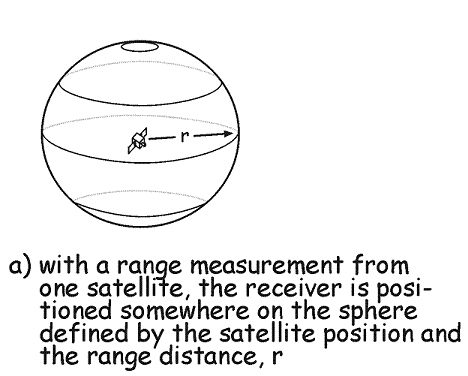 r
a) with a range measurement from
one satellite, the receiver is posi-
tioned somewhere on the sphere
defined by the satellite position and
the range distance, r